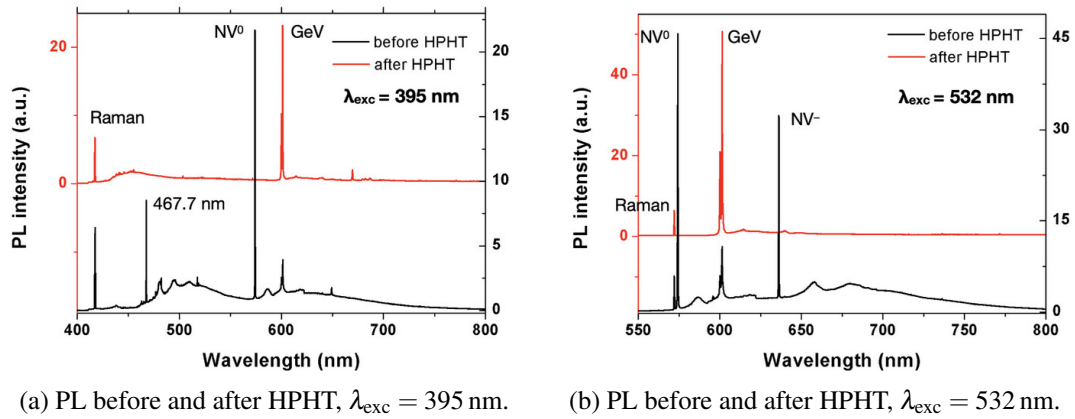 NV⁰
GeV
before HPHT
after HPHT
λexc = 395 nm
Raman
467.7 nm
PL intensity (a.u.)
20
0
20
15
10
5
0
400
500
600
700
800
Wavelength (nm)
(a) PL before and after HPHT, λexc = 395 nm.
NV⁰
GeV
before HPHT
after HPHT
λexc = 532 nm
NV⁻
Raman
PL intensity (a.u.)
40
20
0
45
30
15
0
550
600
650
700
750
800
Wavelength (nm)
(b) PL before and after HPHT, λexc = 532 nm.